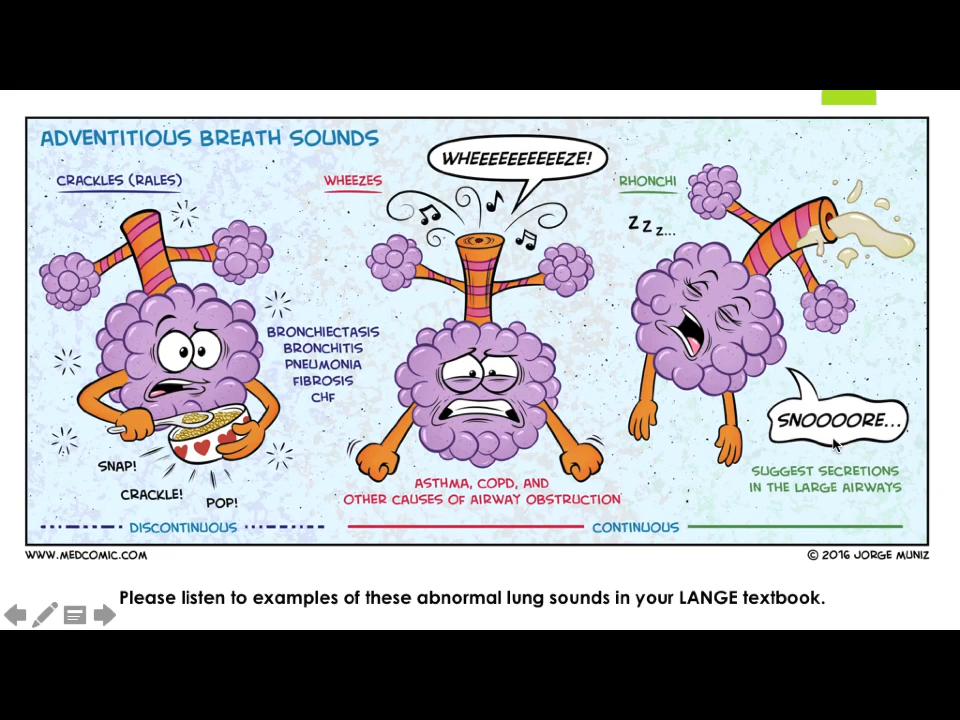 ADVENTITIOUS BREATH SOUNDS
CRACKLES (RALES)
SNAP!
CRACKLE!
POP!
BRONCHIECTASIS
BRONCHITIS
PNEUMONIA
FIBROSIS
CHF
DISCONTINUOUS
WHEEZES
WHEEEEEEEEEEZE!
ASTHMA, COPD, AND
OTHER CAUSES OF AIRWAY OBSTRUCTION
RHONCHI
Z Z Z...
SNOOOORE...
SUGGEST SECRETIONS
IN THE LARGE AIRWAYS
CONTINUOUS
WWW.MEDCOMIC.COM
© 2016 JORGE MUNIZ
Please listen to examples of these abnormal lung sounds in your LANGE textbook.